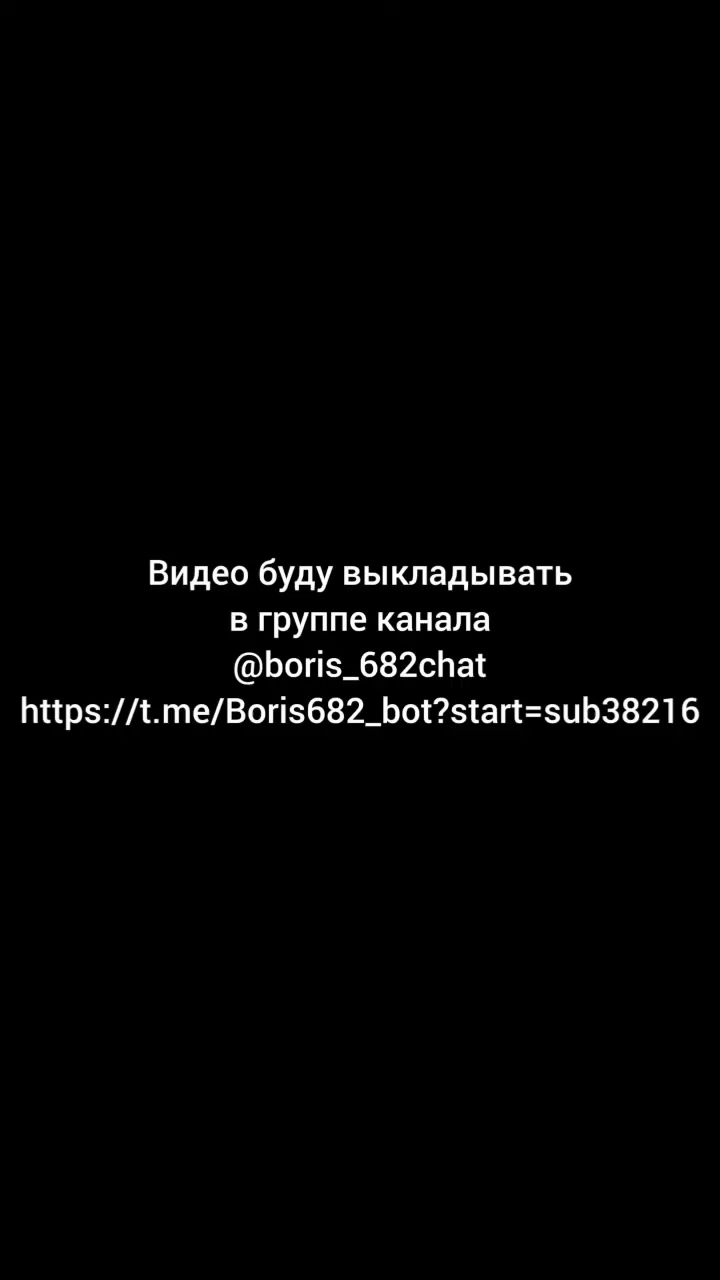 Видео буду выкладывать
в группе канала
@boris_682chat
https://t.me/Boris682_bot?start=sub38216